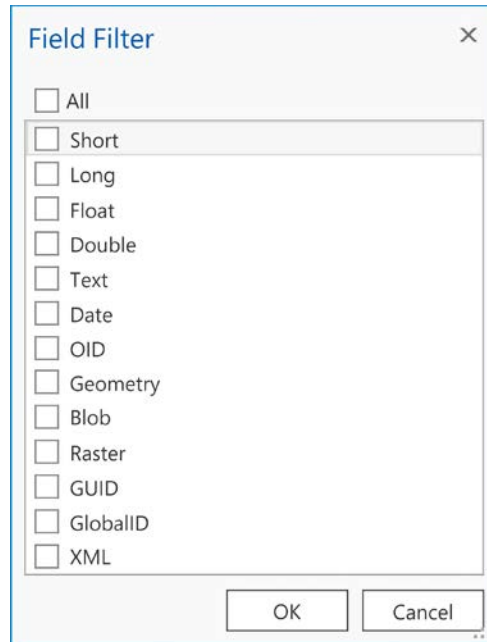 Field Filter
All
Short
Long
Float
Double
Text
Date
OID
Geometry
Blob
Raster
GUID
GlobalID
XML
OK Cancel